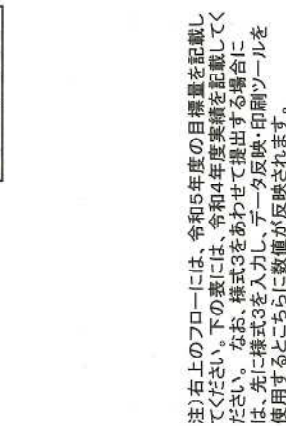 注)右上のフローには、令和5年度の目標量を記載し
てください。下の表には、令和4年度実績を記載してく
ださい。なお、様式3をあわせて提出する場合に
は、先に様式3を入力し、データ反映・印刷ツールを
使用するとこちらに数値が反映されます。